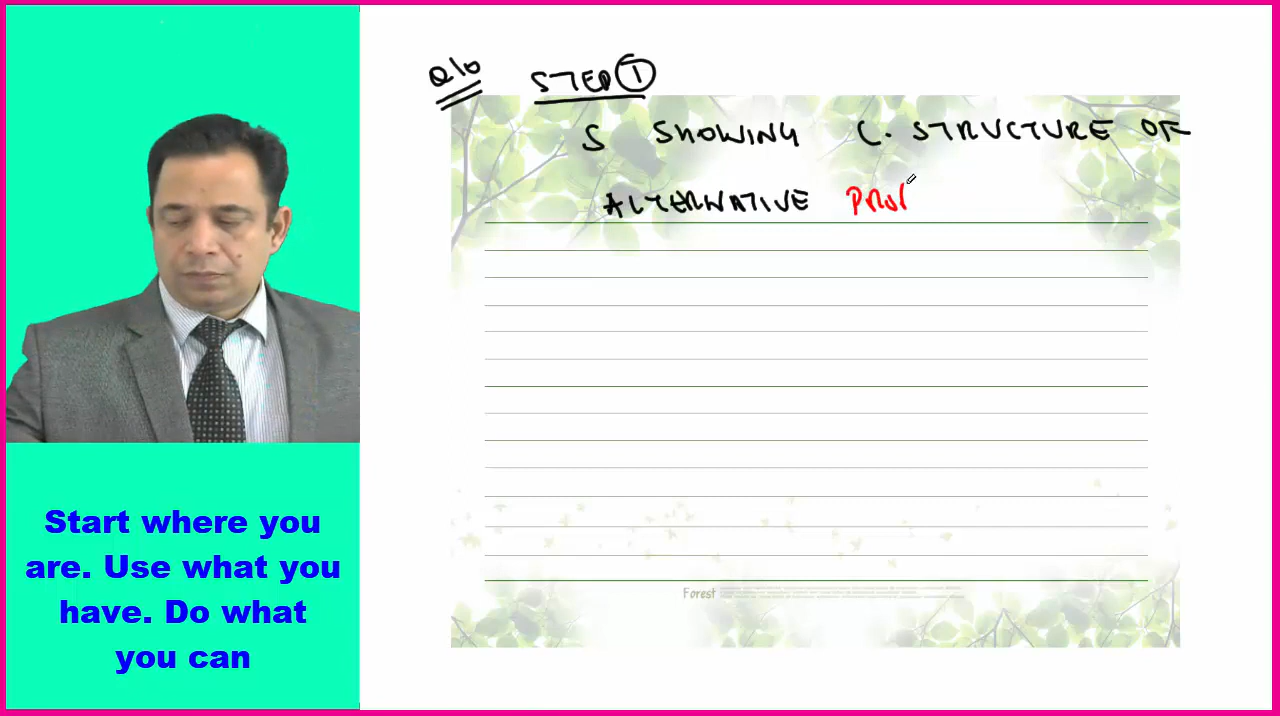 Q10 STEP 1
S SHOWING C. STRUCTURE OF
ALTERNATIVE
Start where you
are. Use what you
have. Do what
you can
Forest